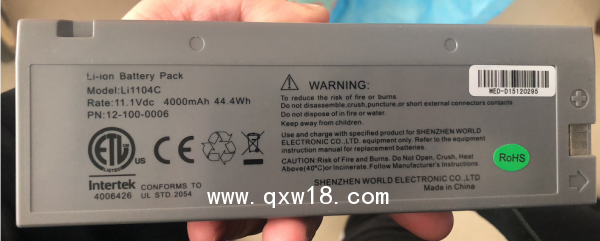 Li-ion Battery Pack
Model:Li1104C
Rate:11.1Vdc 4000mAh 44.4Wh
PN:12-100-0006
ETL
CM
US
LISTED
Intertek
4006426
CONFORMS TO
UL STD.2054
WARNING:
To reduce the risk of fire or burns.
Do not disassemble,crush,puncture,or short external connectors contacts
Do not dispose of in fire or water.
Keep away from children.
Use and charge with specified product for SHENZHEN WORLD
ELECTRONIC CO.,LTD. equipment only. Refer to the equipment
instruction manual for replacement batteries.
CAUTION:Risk of Fire and Burns. Do Not Open, Crush, Heat
Above(40°C)or Incinerate.Follow Manufacturer's Instructions.
SHENZHEN WORLD ELECTRONIC CO.,LTD
Made in China
WED-D15120295
RoHS
www.qxw18.com